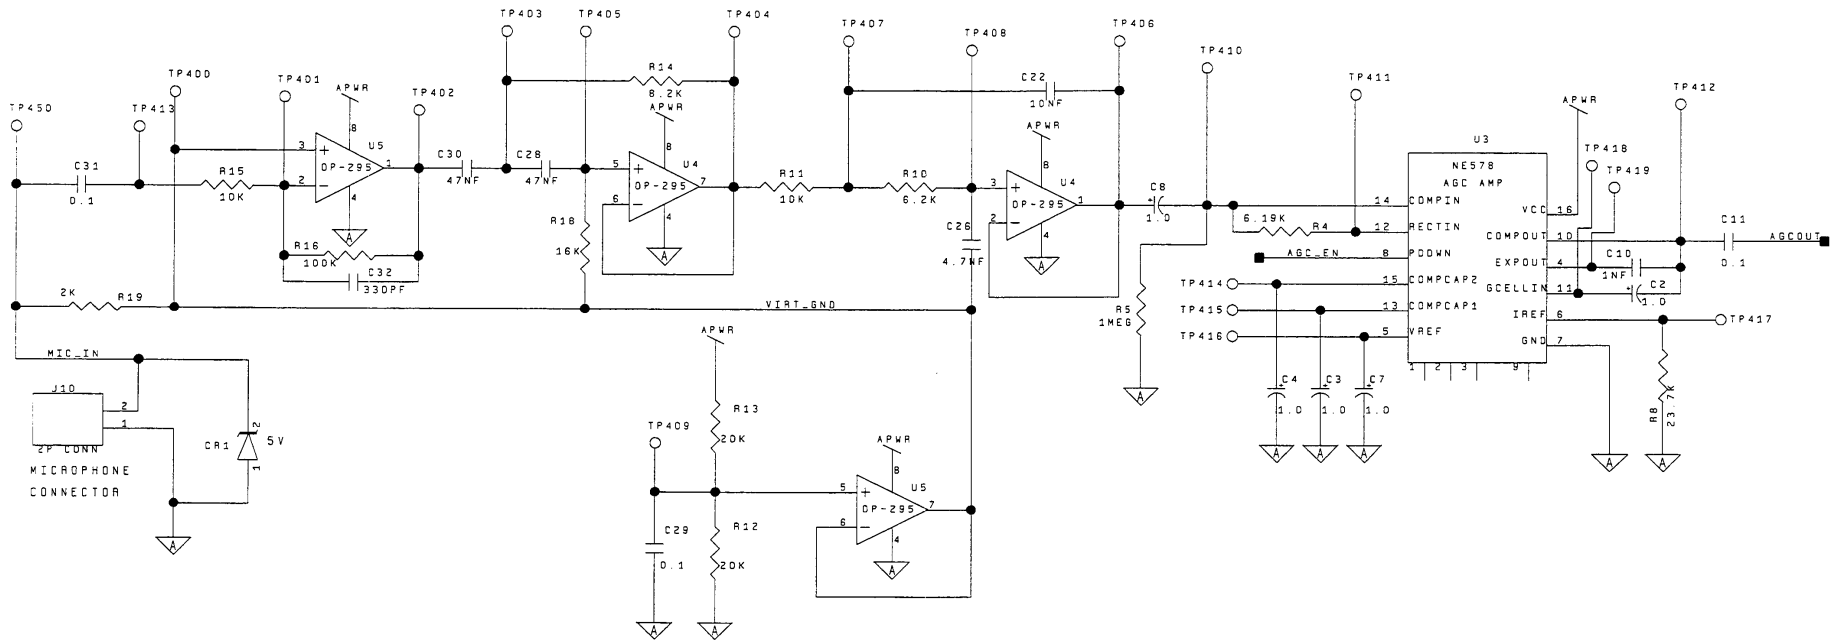 TP403
TP405
TP404
TP407
TP408
TP406
TP410
TP400
TP401
R14
8.2K
APWR
C22
10NF
TP411
TP412
TP450
TP413
APWR
TP402
8
APWR
8
APWR
C31
0.1
R15
10K
3
2
+
−
U5
OP-295
1
4
A
C30
47NF
C28
47NF
5
6
+
−
U4
OP-295
7
4
A
R11
10K
R10
6.2K
3
2
+
−
8
U4
OP-295
1
4
A
+
C8
1.0
U3
NE578
AGC AMP
TP418
TP419
14 COMPIN
VCC 16
6.19K
R4
12 RECTIN
COMPOUT 10
C11
0.1
AGCOUT
AGC_EN
8 PDOWN
EXPOUT 4
C10
1NF
TP414
15 COMPCAP2
GCELLIN 11
+
C2
1.0
TP415
13 COMPCAP1
IREF 6
TP417
TP416
5 VREF
GND 7
1 2 3 9
R16
100K
C32
330PF
R18
16K
C26
4.7NF
R5
1MEG
A
2K
R19
VIRT_GND
C4
+
1.0
C3
+
1.0
C7
+
1.0
A
A
A
R8
23.7K
A
A
MIC_IN
J10
2
1
2P CONN
MICROPHONE
CONNECTOR
CR1
2
1
5V
A
APWR
R13
20K
TP409
APWR
8
5
6
+
−
U5
OP-295
7
4
A
C29
0.1
R12
20K
A
A